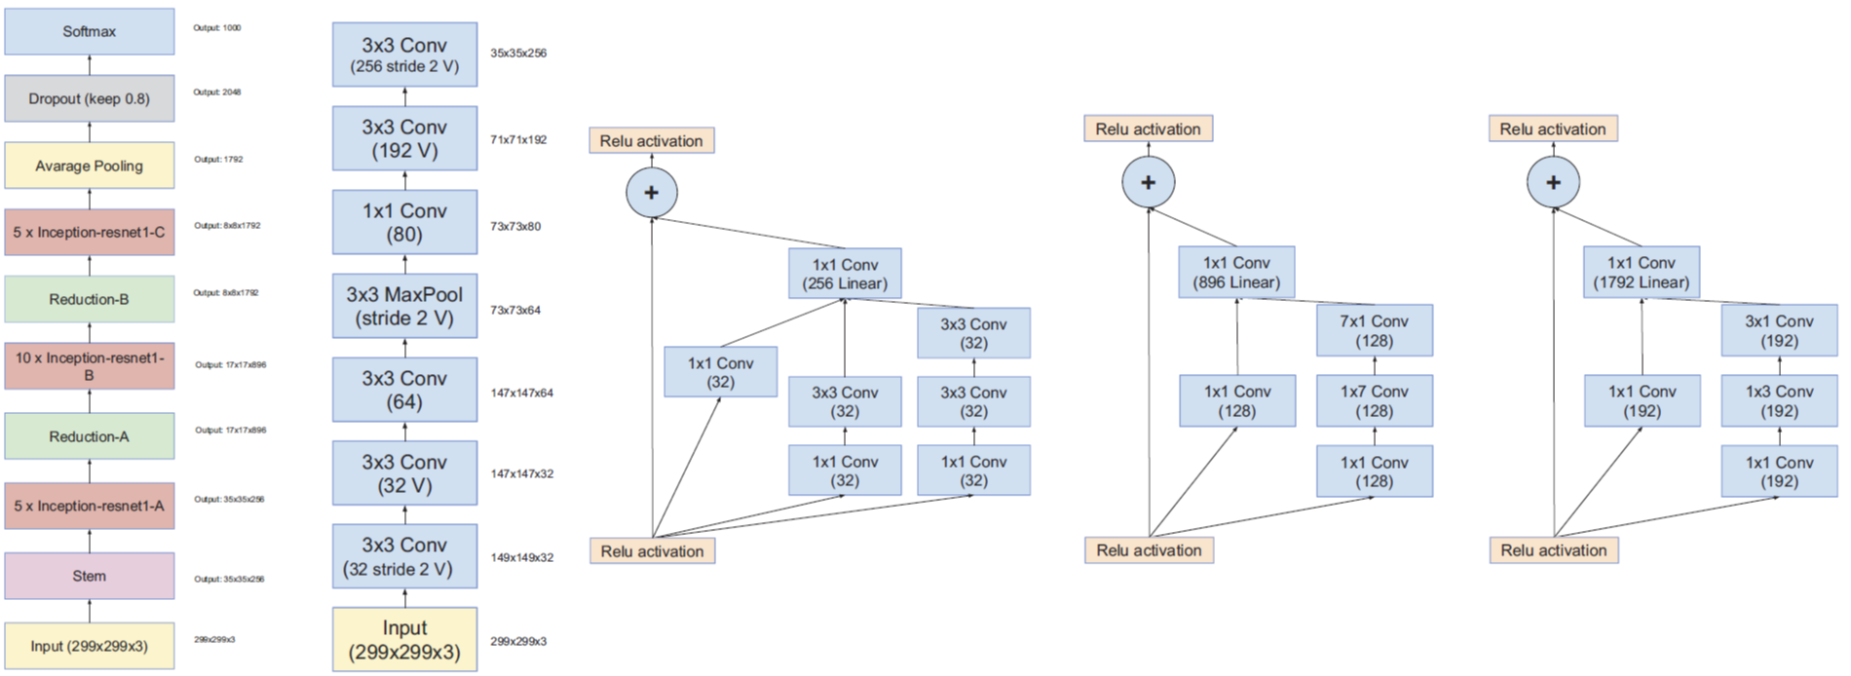 Softmax
Output: 1000
Dropout (keep 0.8)
Output: 2048
Avarage Pooling
Output: 1792
5 x Inception-resnet1-C
Output: 8x8x1792
Reduction-B
Output: 8x8x1792
10 x Inception-resnet1-
B
Output: 17x17x896
Reduction-A
Output: 17x17x896
5 x Inception-resnet1-A
Output: 35x35x256
Stem
Output: 35x35x256
Input (299x299x3)
299x299x3
3x3 Conv
(256 stride 2 V)
35x35x256
3x3 Conv
(192 V)
71x71x192
1x1 Conv
(80)
73x73x80
3x3 MaxPool
(stride 2 V)
73x73x64
3x3 Conv
(64)
147x147x64
3x3 Conv
(32 V)
147x147x32
3x3 Conv
(32 stride 2 V)
149x149x32
Input
(299x299x3)
299x299x3
Relu activation
+
1x1 Conv
(256 Linear)
1x1 Conv
(32)
3x3 Conv
(32)
1x1 Conv
(32)
3x3 Conv
(32)
3x3 Conv
(32)
1x1 Conv
(32)
Relu activation
Relu activation
+
1x1 Conv
(896 Linear)
1x1 Conv
(128)
7x1 Conv
(128)
1x7 Conv
(128)
1x1 Conv
(128)
Relu activation
Relu activation
+
1x1 Conv
(1792 Linear)
1x1 Conv
(192)
3x1 Conv
(192)
1x3 Conv
(192)
1x1 Conv
(192)
Relu activation